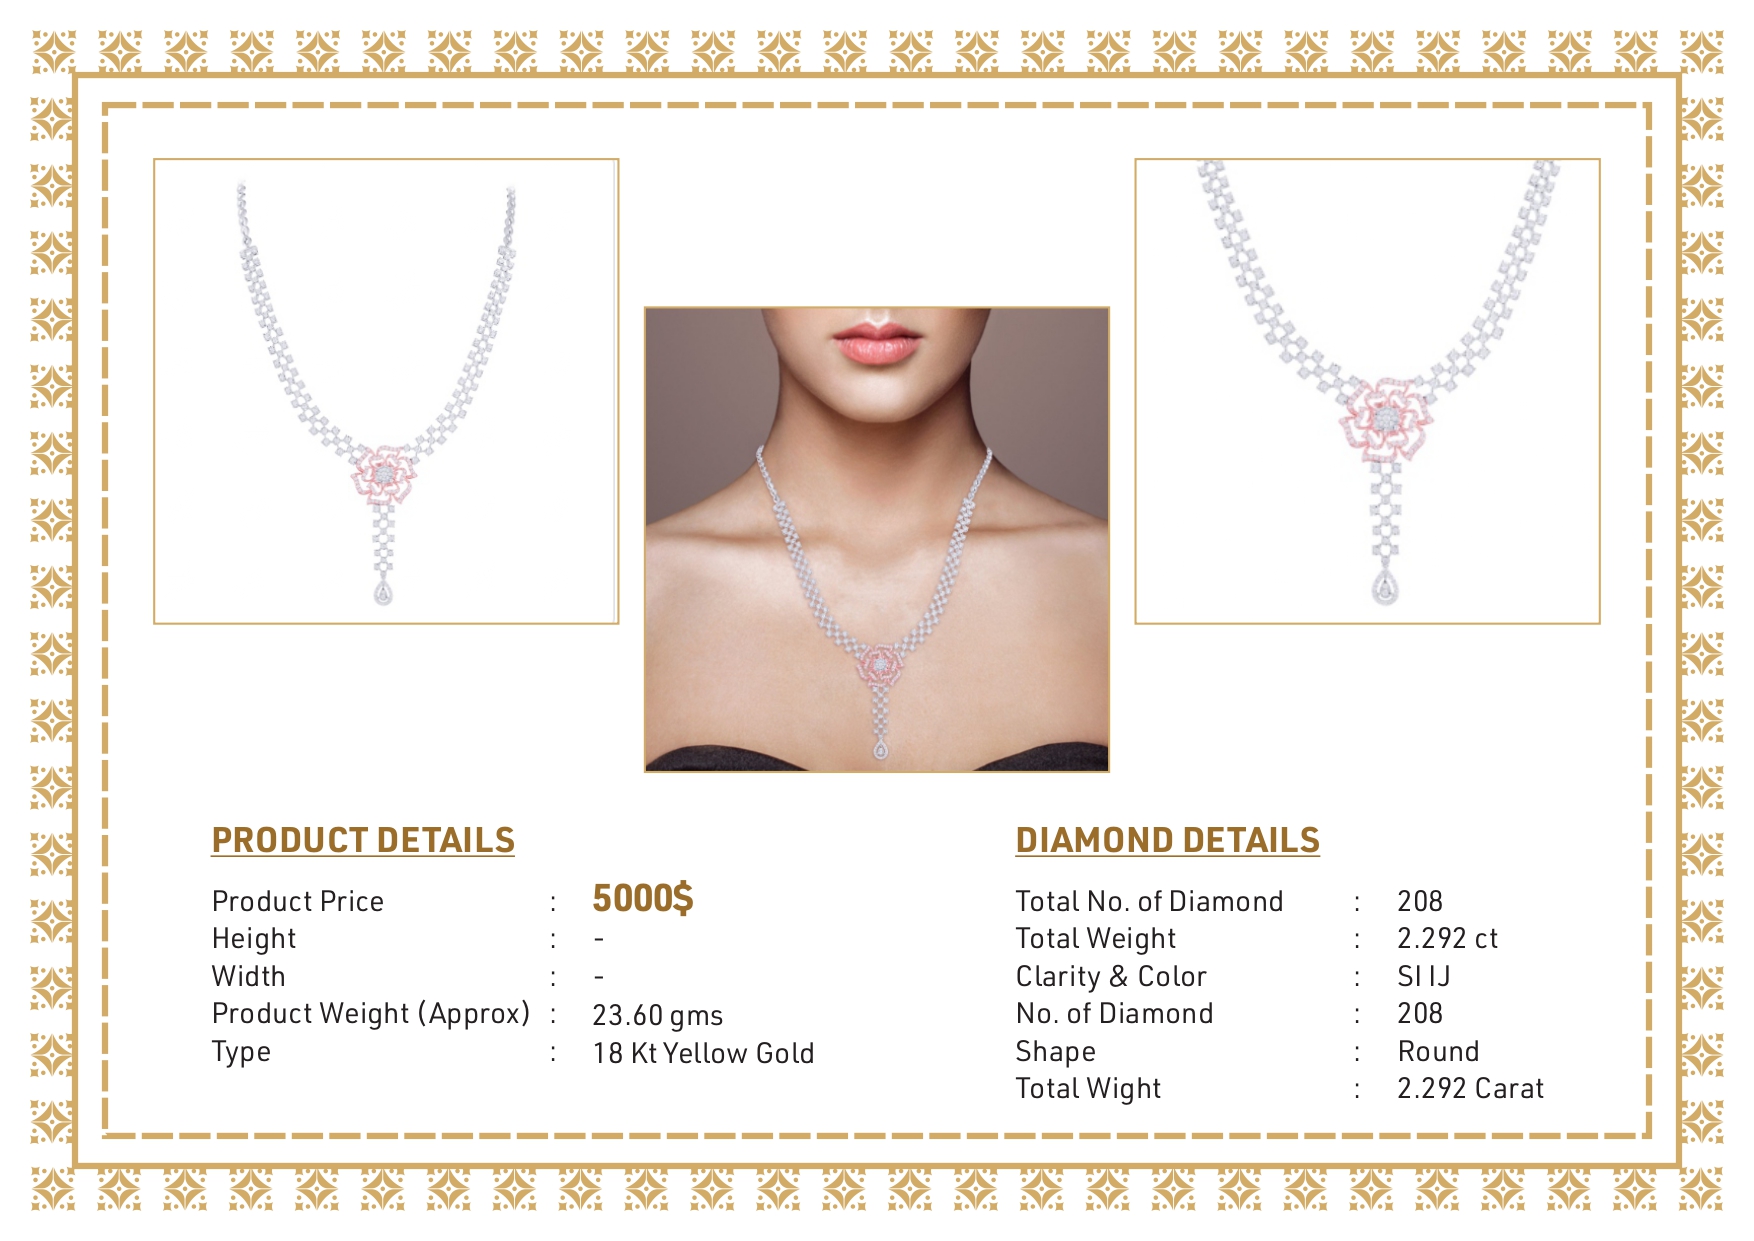 PRODUCT DETAILS
Product Price : 5000$
Height : -
Width : -
Product Weight (Approx) : 23.60 gms
Type : 18 Kt Yellow Gold
DIAMOND DETAILS
Total No. of Diamond : 208
Total Weight : 2.292 ct
Clarity & Color : SI IJ
No. of Diamond : 208
Shape : Round
Total Wight : 2.292 Carat